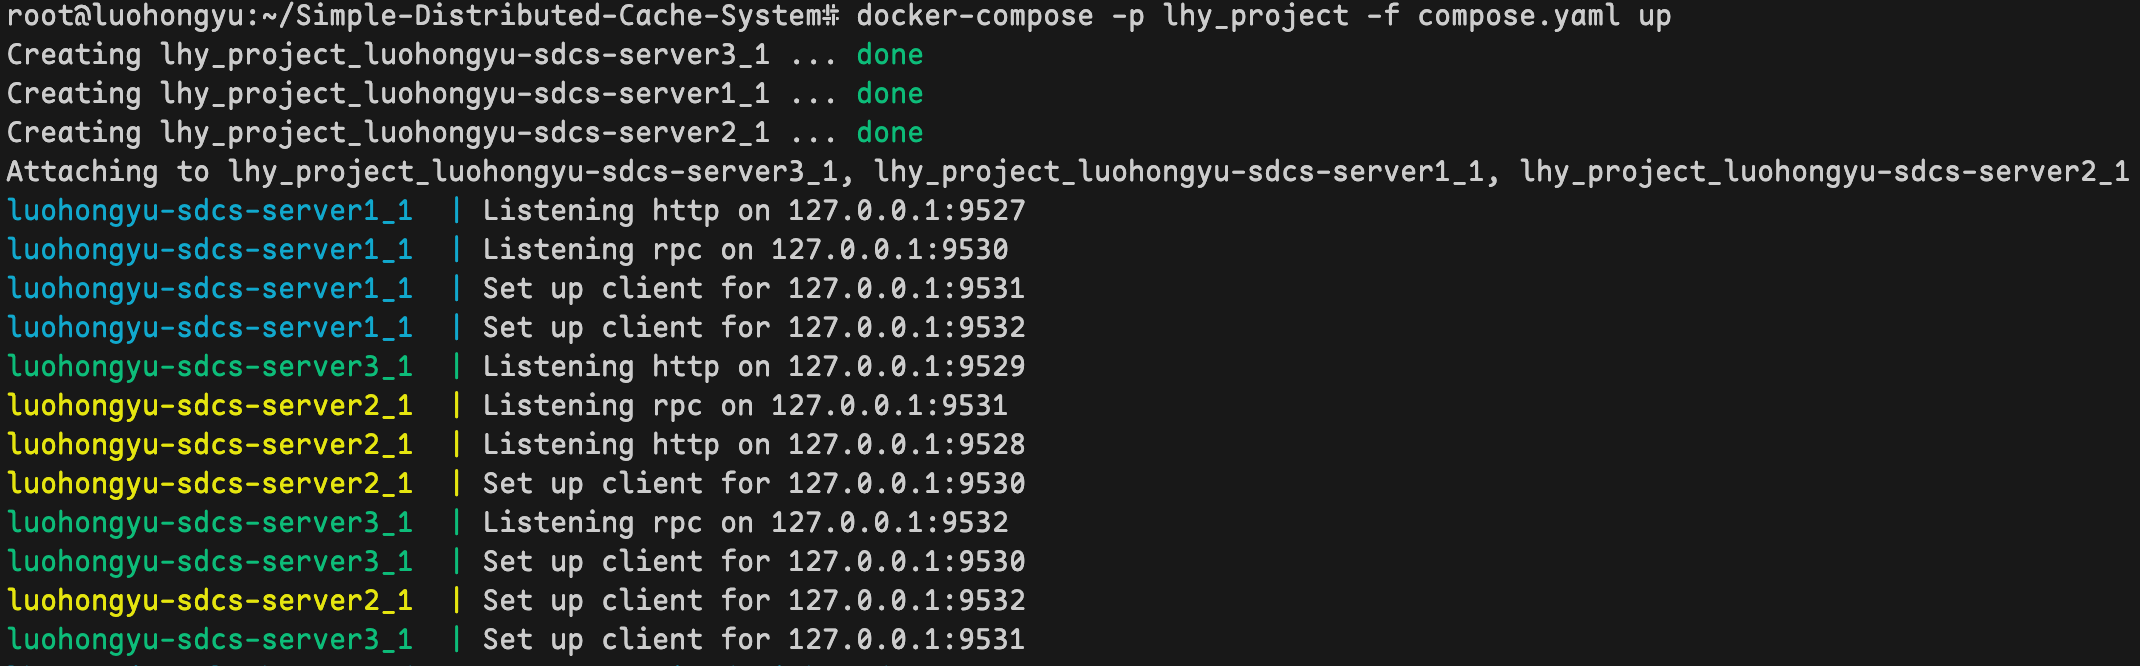 root@luohongyu:~/Simple-Distributed-Cache-System# docker-compose -p lhy_project -f compose.yaml up
Creating lhy_project_luohongyu-sdcs-server3_1 ... done
Creating lhy_project_luohongyu-sdcs-server1_1 ... done
Creating lhy_project_luohongyu-sdcs-server2_1 ... done
Attaching to lhy_project_luohongyu-sdcs-server3_1, lhy_project_luohongyu-sdcs-server1_1, lhy_project_luohongyu-sdcs-server2_1
luohongyu-sdcs-server1_1  | Listening http on 127.0.0.1:9527
luohongyu-sdcs-server1_1  | Listening rpc on 127.0.0.1:9530
luohongyu-sdcs-server1_1  | Set up client for 127.0.0.1:9531
luohongyu-sdcs-server1_1  | Set up client for 127.0.0.1:9532
luohongyu-sdcs-server3_1  | Listening http on 127.0.0.1:9529
luohongyu-sdcs-server2_1  | Listening rpc on 127.0.0.1:9531
luohongyu-sdcs-server2_1  | Listening http on 127.0.0.1:9528
luohongyu-sdcs-server2_1  | Set up client for 127.0.0.1:9530
luohongyu-sdcs-server3_1  | Listening rpc on 127.0.0.1:9532
luohongyu-sdcs-server3_1  | Set up client for 127.0.0.1:9530
luohongyu-sdcs-server2_1  | Set up client for 127.0.0.1:9532
luohongyu-sdcs-server3_1  | Set up client for 127.0.0.1:9531